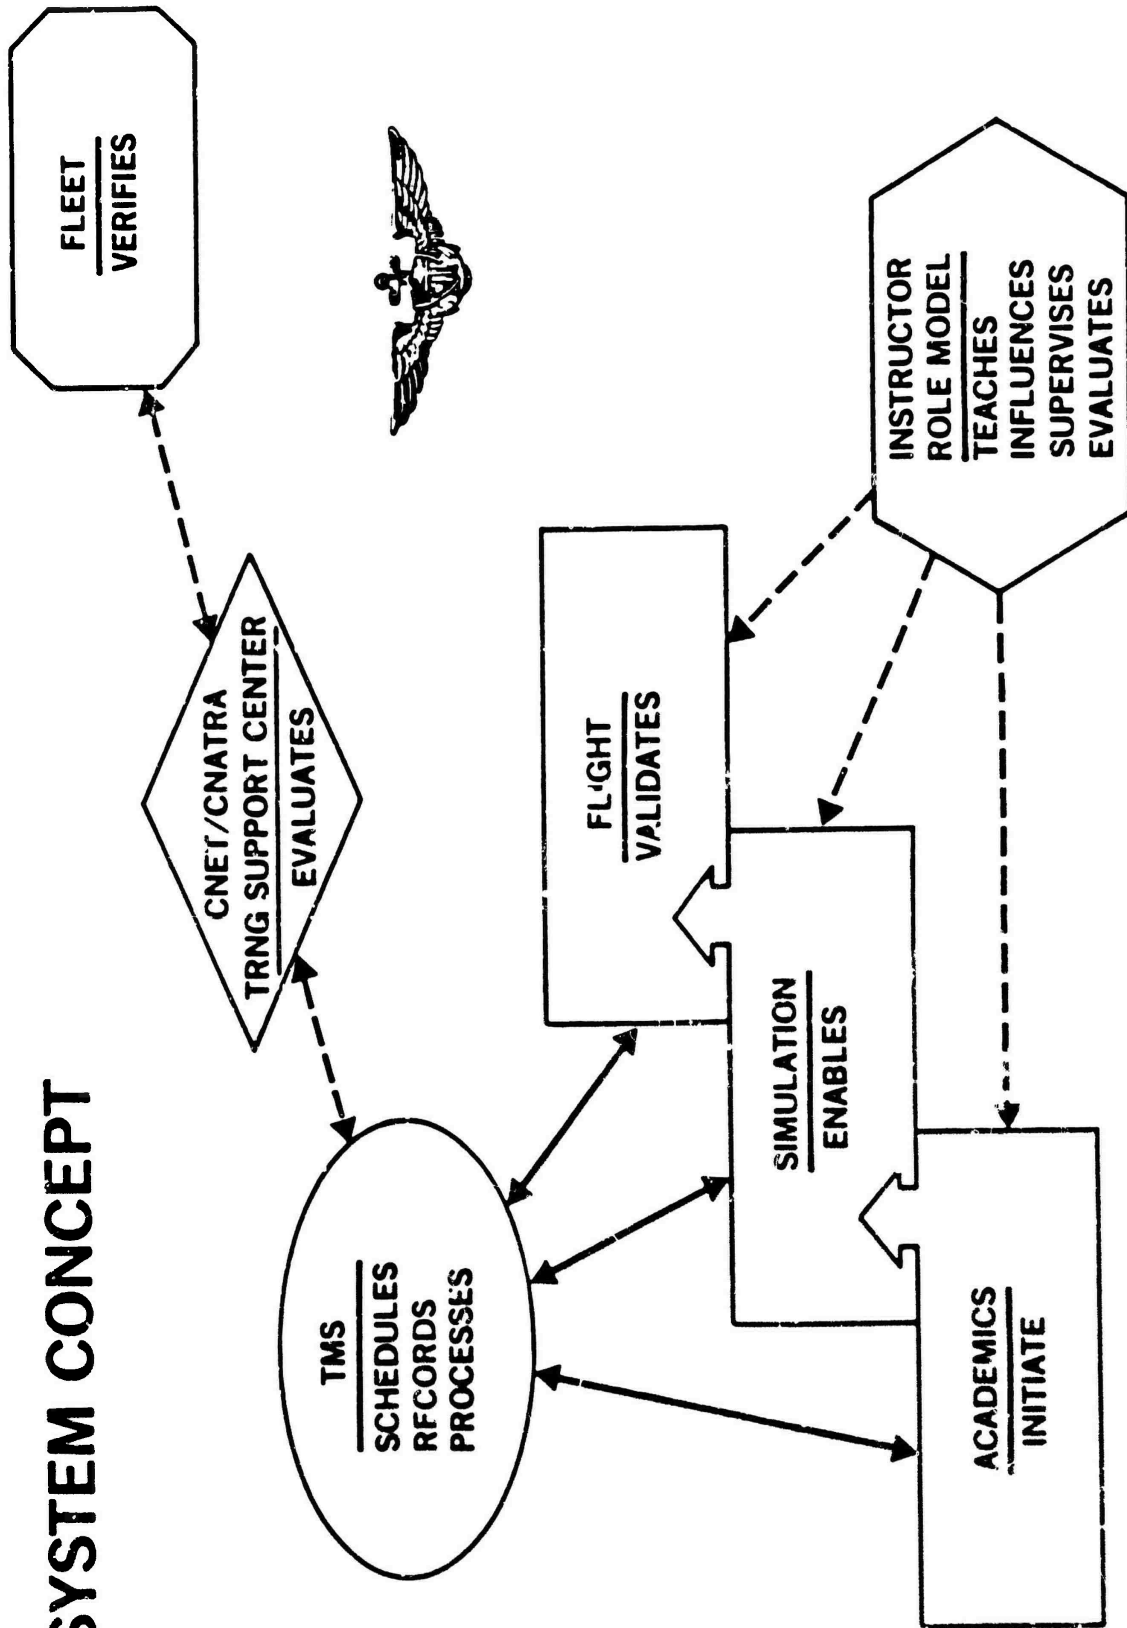 SYSTEM CONCEPT
FLEET
VERIFIES
CNET/CNATRA
TRNG SUPPORT CENTER
EVALUATES
TMS
SCHEDULES
RFCORDS
PROCESSES
FLIGHT
VALIDATES
SIMULATION
ENABLES
ACADEMICS
INITIATE
INSTRUCTOR
ROLE MODEL
TEACHES
INFLUENCES
SUPERVISES
EVALUATES